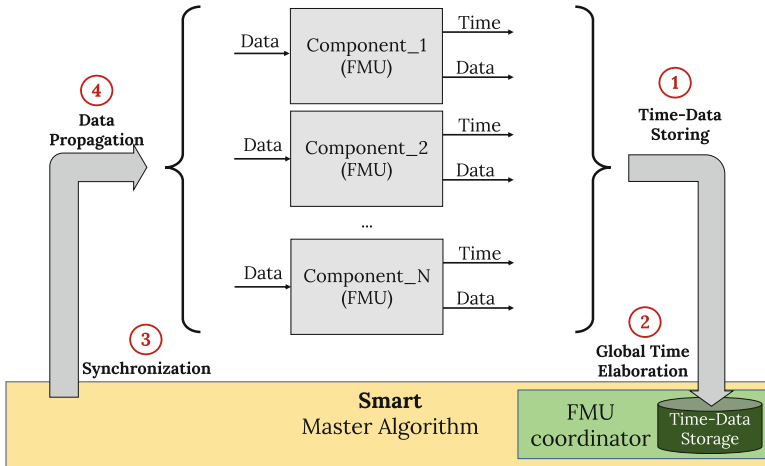 Data
Component_1
(FMU)
Time
Data
Data
Component_2
(FMU)
Time
Data
...
Data
Component_N
(FMU)
Time
Data
1
Time-Data
Storing
2
Global Time
Elaboration
3
Synchronization
4
Data
Propagation
Smart
Master Algorithm
FMU
coordinator
Time-Data
Storage